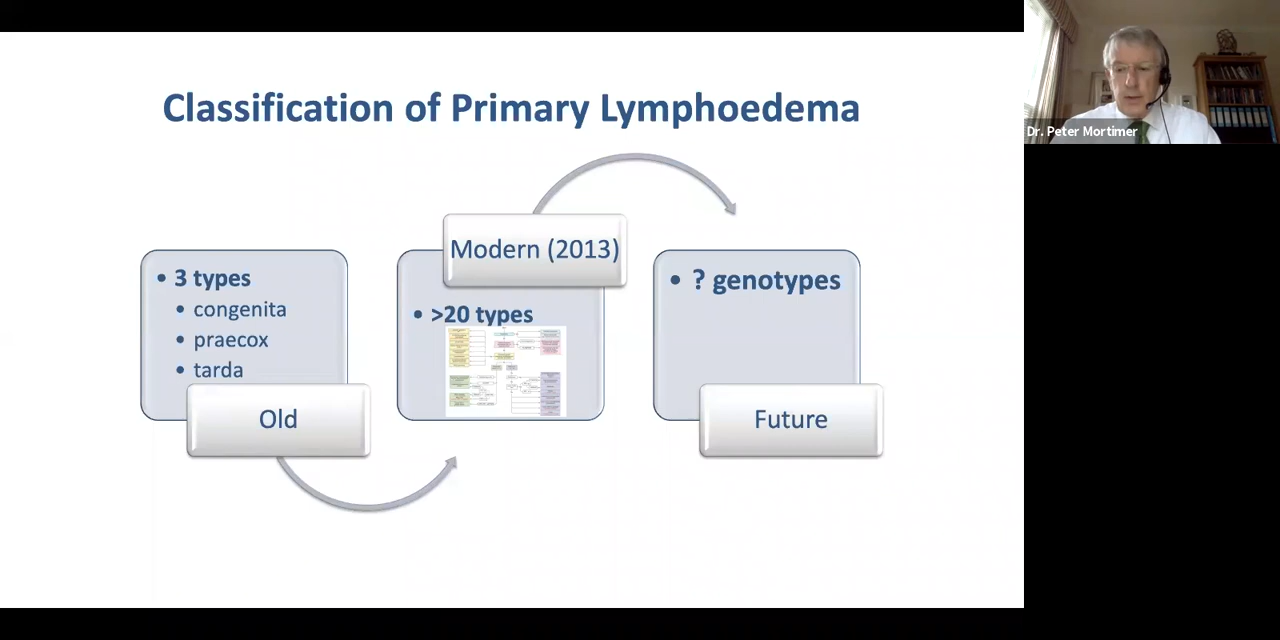 Classification of Primary Lymphoedema
• 3 types
• congenita
• praecox
• tarda
Old
Modern (2013)
• >20 types
• ? genotypes
Future
Dr. Peter Mortimer